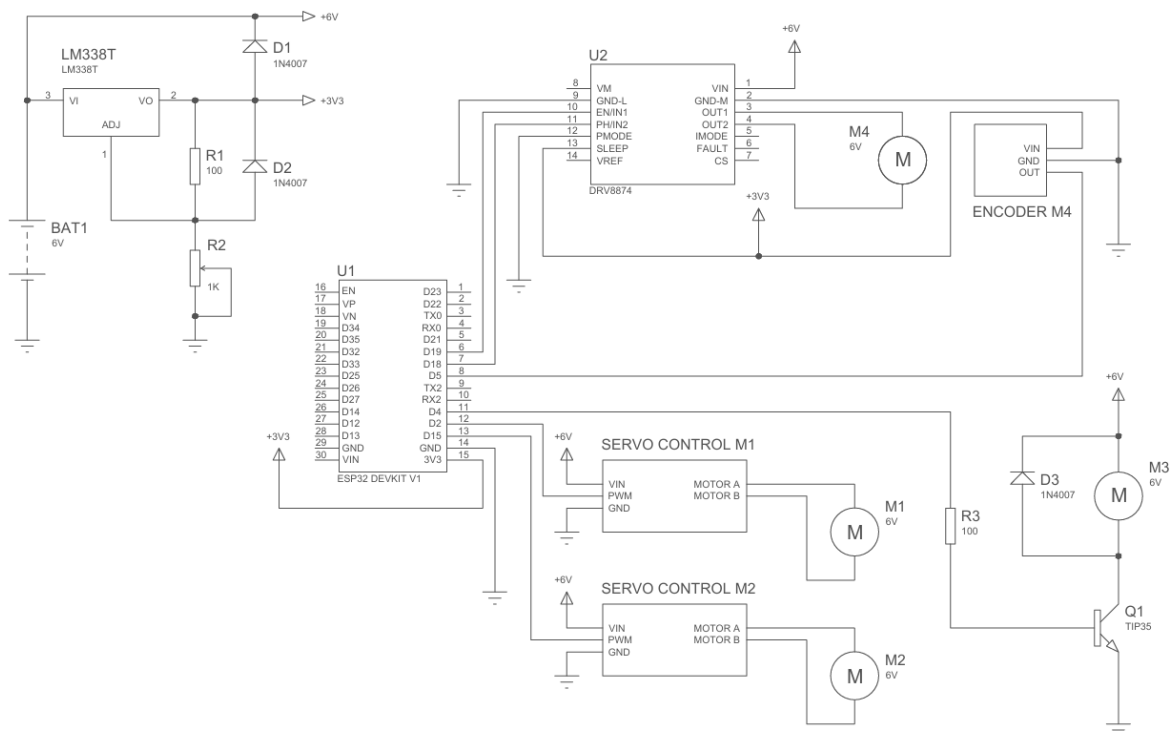 +6V
LM338T
LM338T
D1
1N4007
3 VI VO 2
+3V3
ADJ
1
R1
100
D2
1N4007
BAT1
6V
R2
1K
U2
+6V
8 VM VIN 1
9 GND-L GND-M 2
10 EN/IN1 OUT1 3
11 PH/IN2 OUT2 4
12 PMODE IMODE 5
13 SLEEP FAULT 6
14 VREF CS 7
DRV8874
M4
6V
M
VIN
GND
OUT
ENCODER M4
+3V3
U1
16 EN D23 1
17 VP D22 2
18 VN TX0 3
19 D34 RX0 4
20 D35 D21 5
21 D32 D19 6
22 D33 D18 7
23 D25 D5 8
24 D26 TX2 9
25 D27 RX2 10
26 D14 D4 11
27 D12 D2 12
28 D13 D15 13
29 GND GND 14
30 VIN 3V3 15
ESP32 DEVKIT V1
+3V3
+6V
SERVO CONTROL M1
VIN MOTOR A
PWM MOTOR B
GND
M1
6V
M
+6V
SERVO CONTROL M2
VIN MOTOR A
PWM MOTOR B
GND
M2
6V
M
R3
100
+6V
D3
1N4007
M3
6V
M
Q1
TIP35